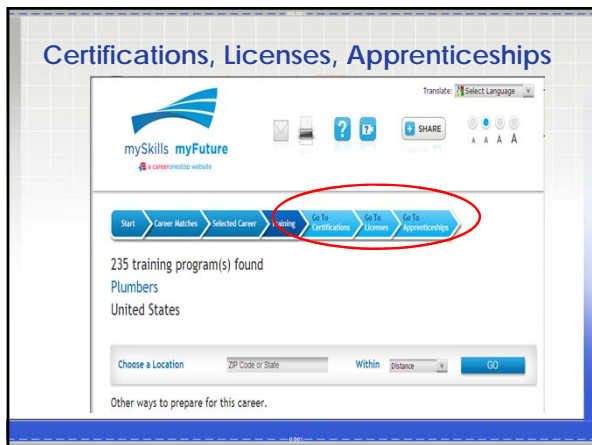 Certifications, Licenses, Apprenticeships
Translate: Select Language
mySkills myFuture
a careeronestop website
? ?
SHARE
A A A A
Start Career Matches Selected Career Training Go To Certifications Go To Licenses Go To Apprenticeships
235 training program(s) found
Plumbers
United States
Choose a Location ZIP Code or State Within Distance GO
Other ways to prepare for this career.